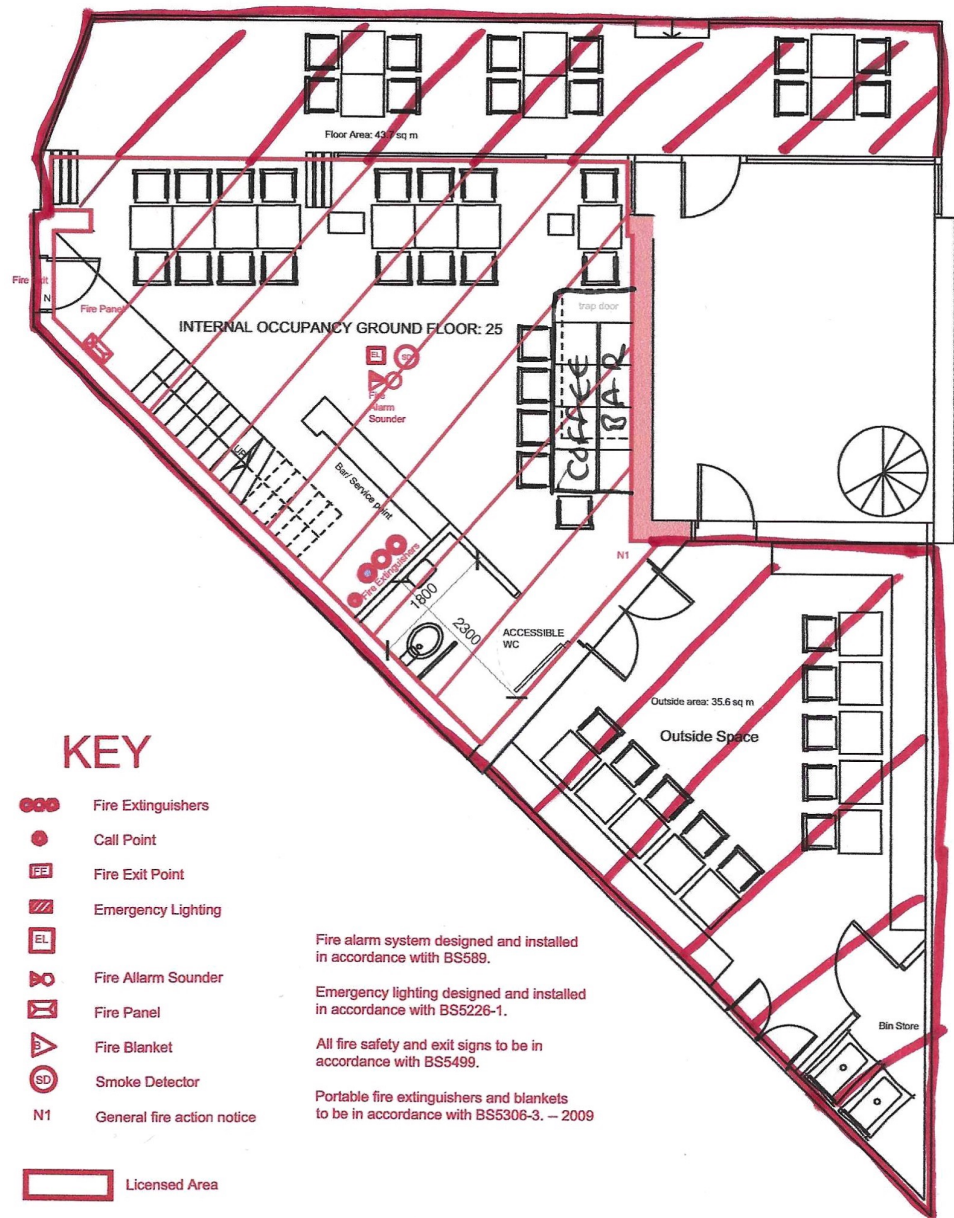 Floor Area: 43.7 sq m
Fire Exit
N
Fire Panel
trap door
INTERNAL OCCUPANCY GROUND FLOOR: 25
EL
SD
Fire
Alarm
Sounder
COFFEE
BAR
UP
Bar/ Service point
Fire Extinguishers
N1
1800
2300
ACCESSIBLE
WC
Outside area: 35.6 sq m
Outside Space
Bin Store
KEY
Fire Extinguishers
Call Point
FE
Fire Exit Point
Emergency Lighting
EL
Fire Allarm Sounder
Fire Panel
B
Fire Blanket
SD
Smoke Detector
N1
General fire action notice
Licensed Area
Fire alarm system designed and installed
in accordance wtith BS589.
Emergency lighting designed and installed
in accordance with BS5226-1.
All fire safety and exit signs to be in
accordance with BS5499.
Portable fire extinguishers and blankets
to be in accordance with BS5306-3. – 2009